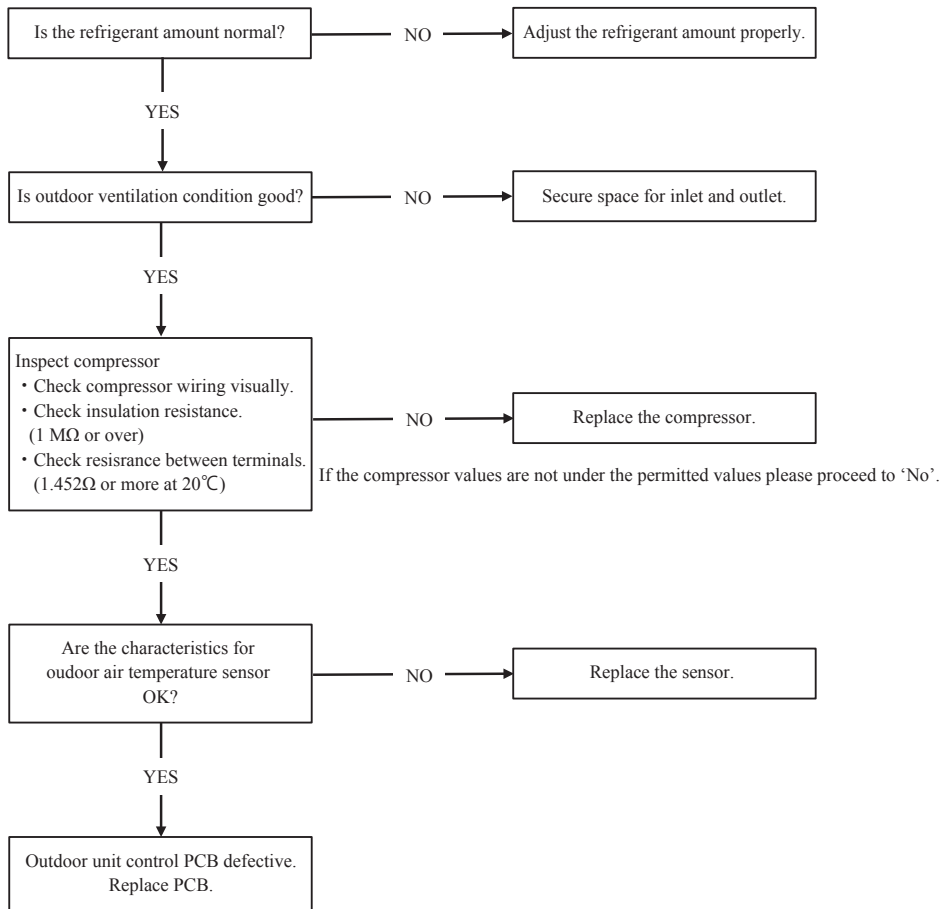 Is the refrigerant amount normal?
NO
Adjust the refrigerant amount properly.
YES
Is outdoor ventilation condition good?
NO
Secure space for inlet and outlet.
YES
Inspect compressor
・Check compressor wiring visually.
・Check insulation resistance.
(1 MΩ or over)
・Check resisrance between terminals.
(1.452Ω or more at 20℃)
NO
Replace the compressor.
If the compressor values are not under the permitted values please proceed to ‘No’.
YES
Are the characteristics for
oudoor air temperature sensor
OK?
NO
Replace the sensor.
YES
Outdoor unit control PCB defective.
Replace PCB.